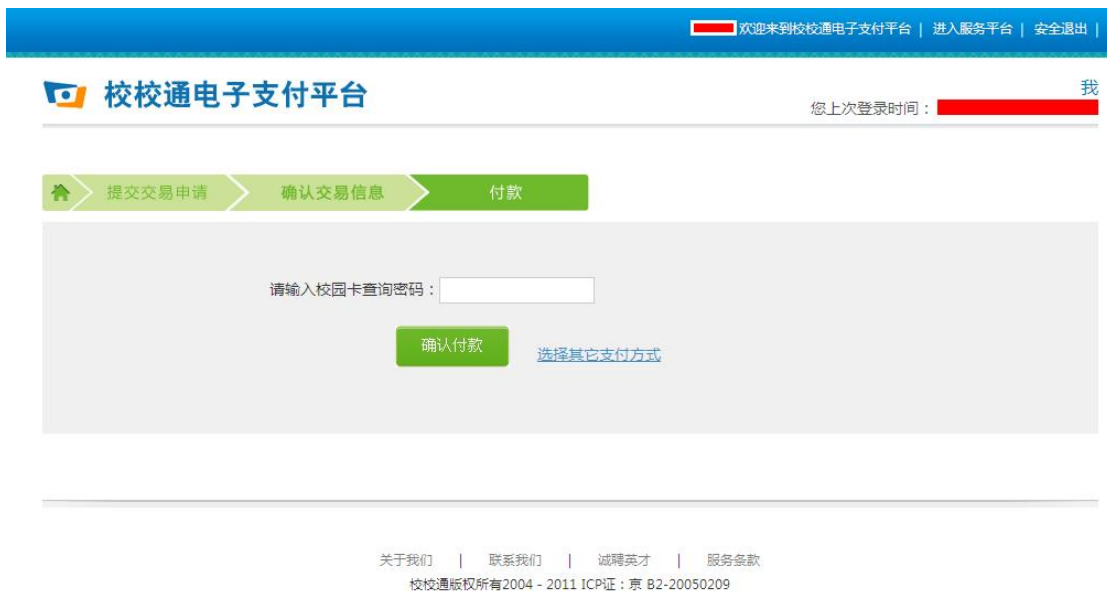 欢迎来到校校通电子支付平台 | 进入服务平台 | 安全退出 |
校校通电子支付平台
我
您上次登录时间：
提交交易申请 确认交易信息 付款
请输入校园卡查询密码：
确认付款 选择其它支付方式
关于我们 | 联系我们 | 诚聘英才 | 服务条款
校校通版权所有2004 - 2011 ICP证：京 B2-20050209